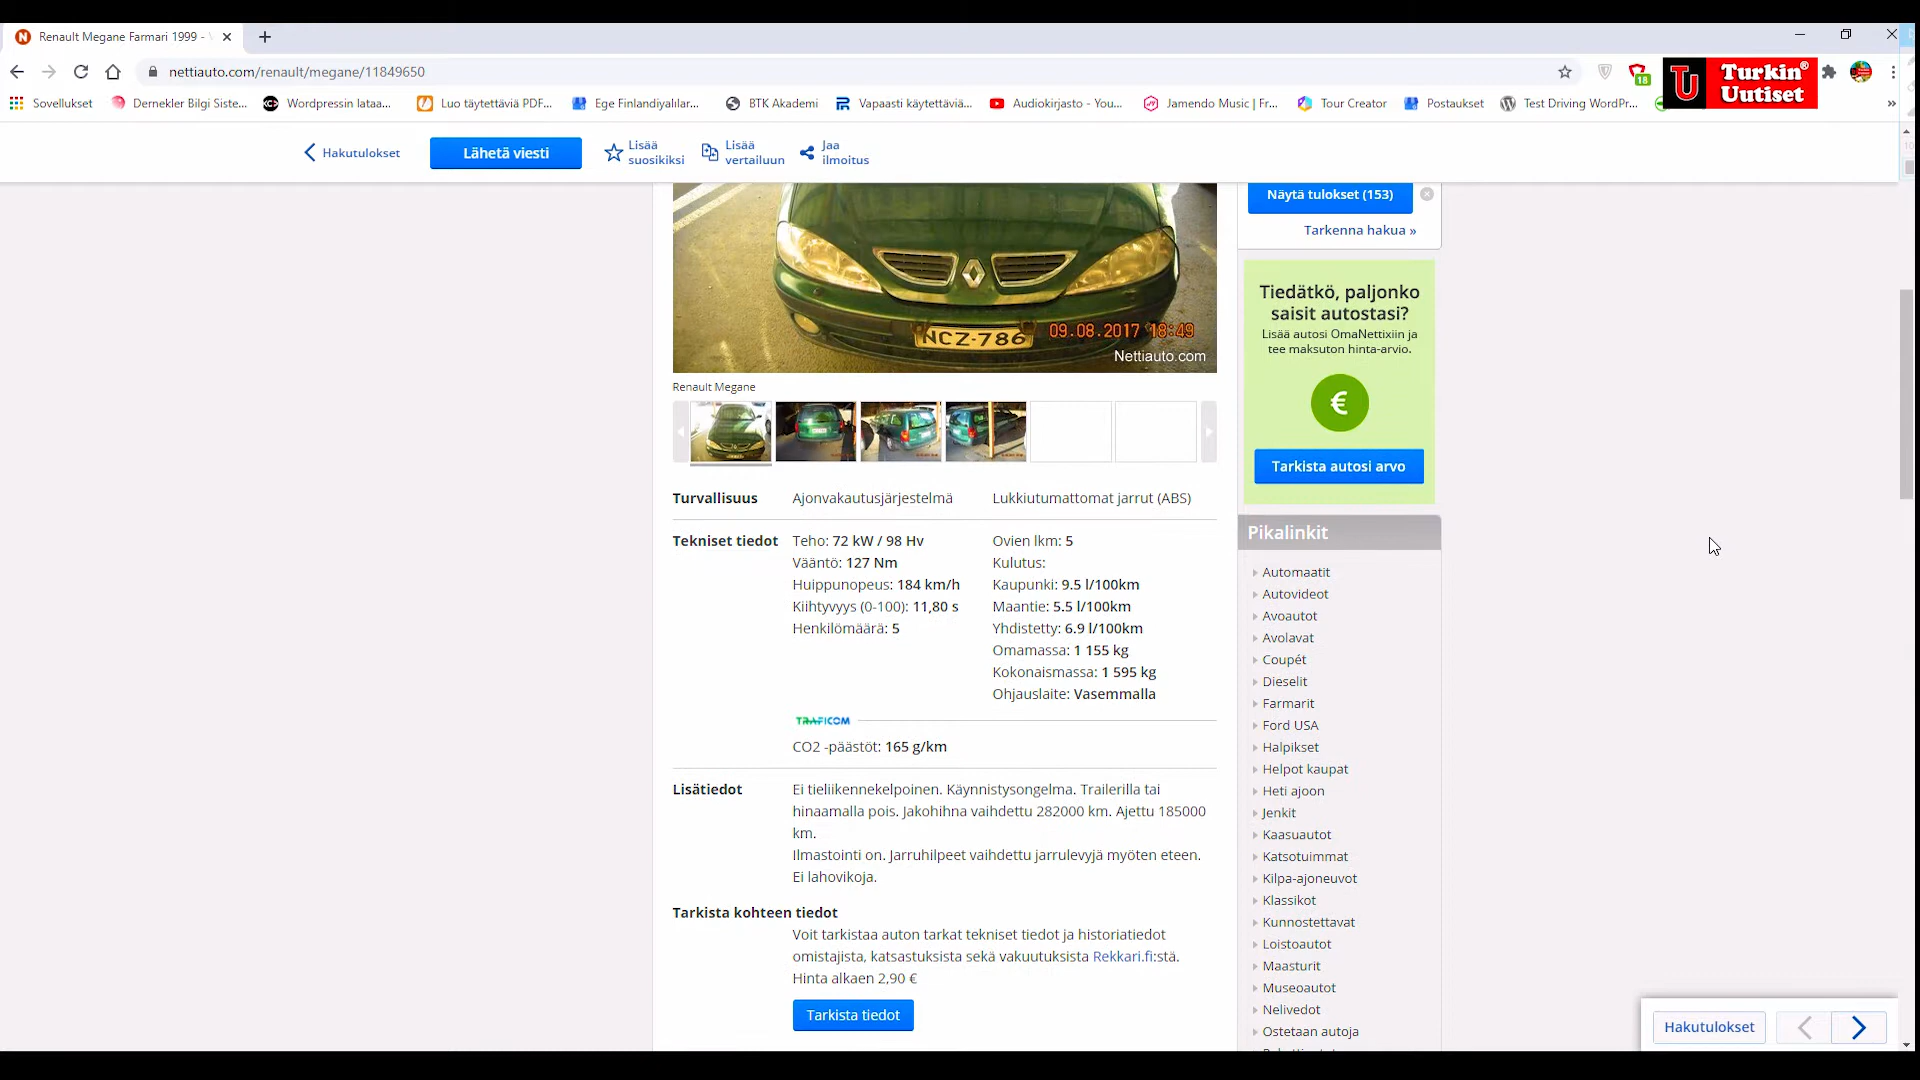 Renault Megane Farmari 1999 -
nettiauto.com/renault/megane/11849650
18
Turkin®
Uutiset
Sovellukset
Dernekler Bilgi Siste...
Wordpressin lataa...
Luo täytettäviä PDF...
Ege Finlandiyalılar...
BTK Akademi
Vapaasti käytettäviä...
Audiokirjasto - You...
Jamendo Music | Fr...
Tour Creator
Postaukset
Test Driving WordPr...
Hakutulokset
Lähetä viesti
Lisää
suosikiksi
Lisää
vertailuun
Jaa
ilmoitus
NCZ-786
09.08.2017 18:49
Nettiauto.com
Renault Megane
Turvallisuus
Ajonvakautusjärjestelmä
Lukkiutumattomat jarrut (ABS)
Tekniset tiedot
Teho: 72 kW / 98 Hv
Vääntö: 127 Nm
Huippunopeus: 184 km/h
Kiihtyvyys (0-100): 11,80 s
Henkilömäärä: 5
Ovien lkm: 5
Kulutus:
Kaupunki: 9.5 l/100km
Maantie: 5.5 l/100km
Yhdistetty: 6.9 l/100km
Omamassa: 1 155 kg
Kokonaismassa: 1 595 kg
Ohjauslaite: Vasemmalla
TRAFICOM
CO2 -päästöt: 165 g/km
Lisätiedot
Ei tieliikennekelpoinen. Käynnistysongelma. Trailerilla tai
hinaamalla pois. Jakohihna vaihdettu 282000 km. Ajettu 185000
km.
Ilmastointi on. Jarruhilpeet vaihdettu jarrulevyjä myöten eteen.
Ei lahovikoja.
Tarkista kohteen tiedot
Voit tarkistaa auton tarkat tekniset tiedot ja historiatiedot
omistajista, katsastuksista sekä vakuutuksista Rekkari.fi:stä.
Hinta alkaen 2,90 €
Tarkista tiedot
Näytä tulokset (153)
Tarkenna hakua »
Tiedätkö, paljonko
saisit autostasi?
Lisää autosi OmaNettixiin ja
tee maksuton hinta-arvio.
€
Tarkista autosi arvo
Pikalinkit
Automaatit
Autovideot
Avoautot
Avolavat
Coupét
Dieselit
Farmarit
Ford USA
Halpikset
Helpot kaupat
Heti ajoon
Jenkit
Kaasuautot
Katsotuimmat
Kilpa-ajoneuvot
Klassikot
Kunnostettavat
Loistoautot
Maasturit
Museoautot
Nelivedot
Ostetaan autoja
Hakutulokset